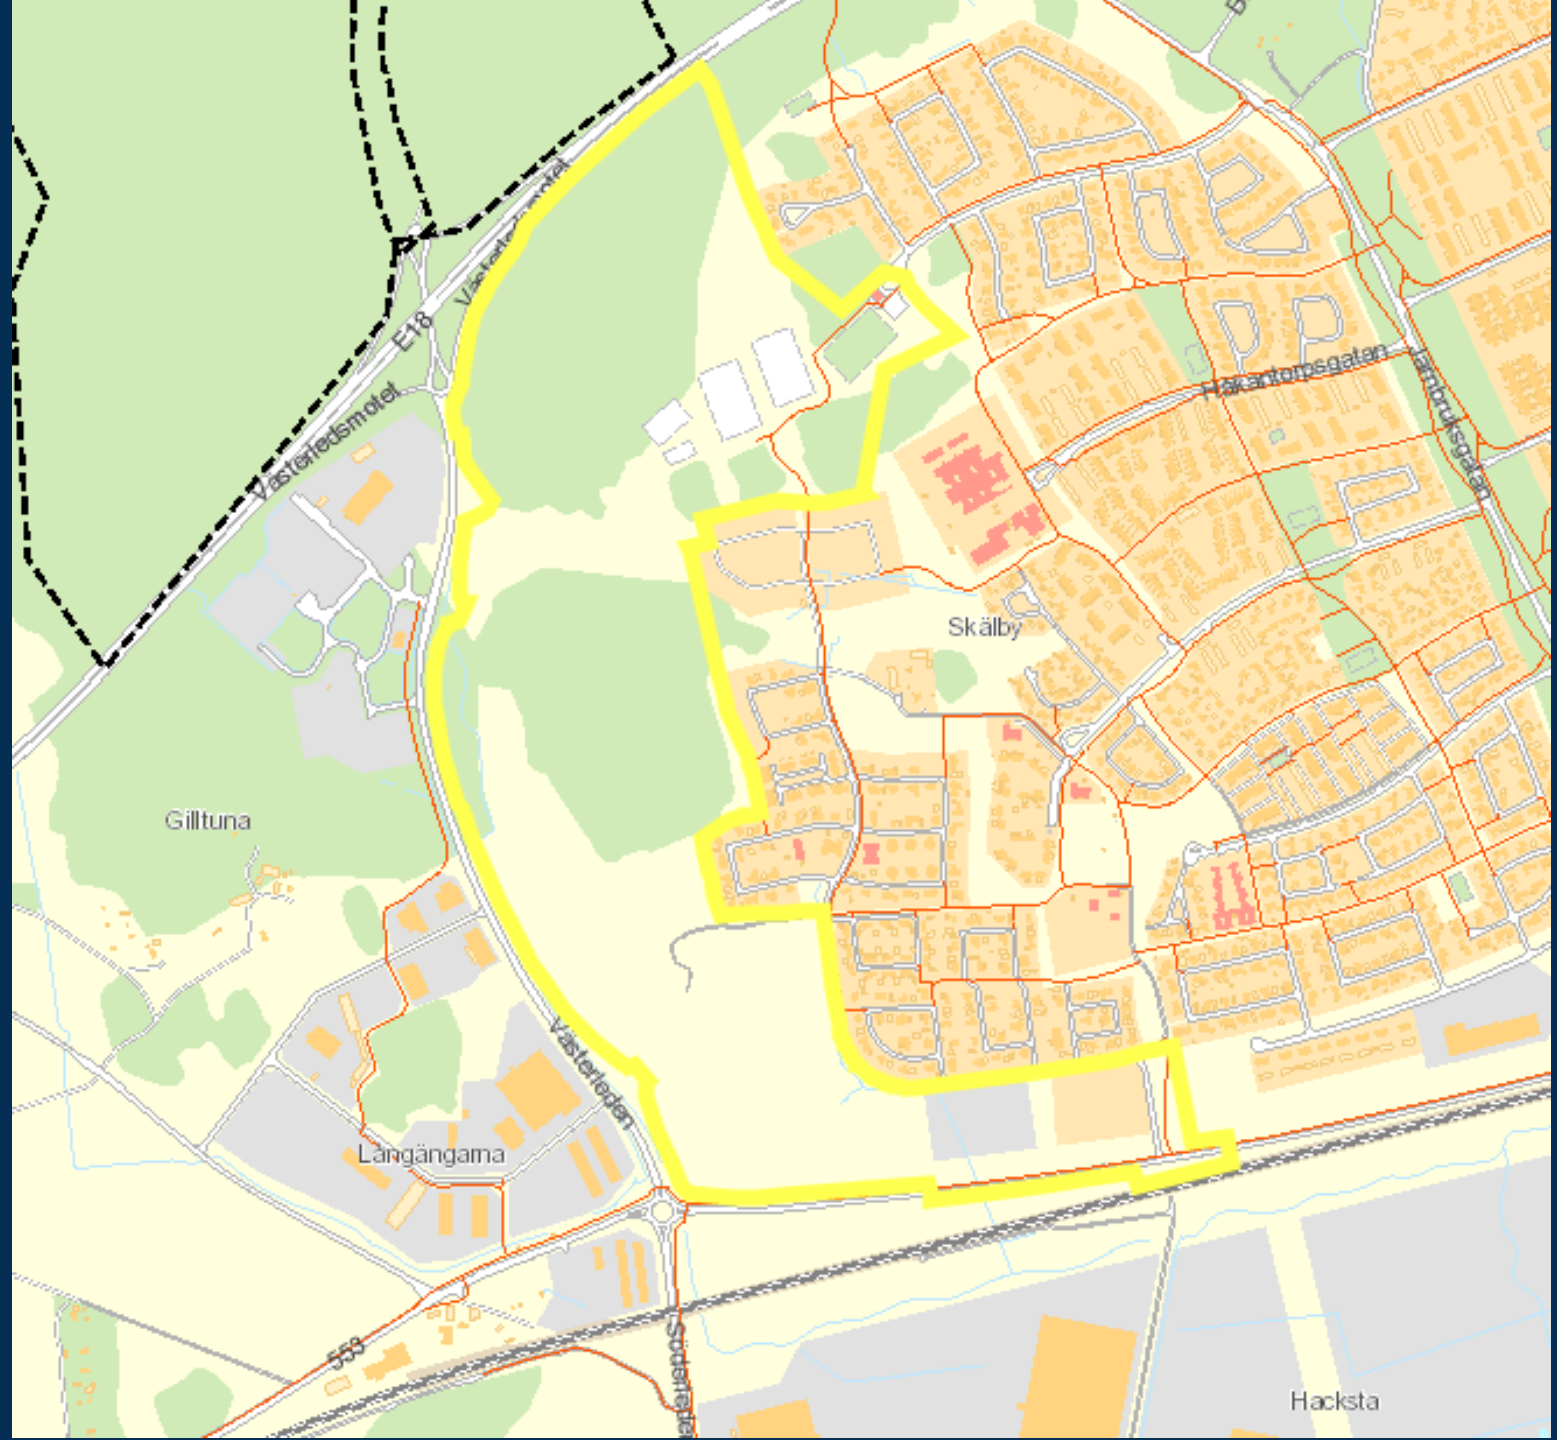 Västerledsmotet
E18
Västerledsmotet
Håkantorpsgatan
Järnbruksgatan
Skälby
Gilltuna
Västerleden
Långängarna
553
Hacksta